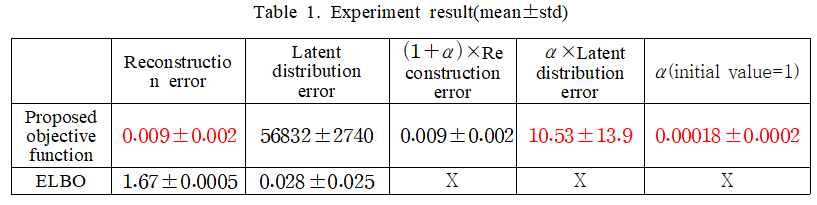 Table 1. Experiment result(mean±std)
Reconstructio
n error
Latent
distribution
error
(1+α)×Re
construction
error
α×Latent
distribution
error
α(initial value=1)
Proposed
objective
function
0.009±0.002
56832±2740
0.009±0.002
10.53±13.9
0.00018±0.0002
ELBO
1.67±0.0005
0.028±0.025
X
X
X